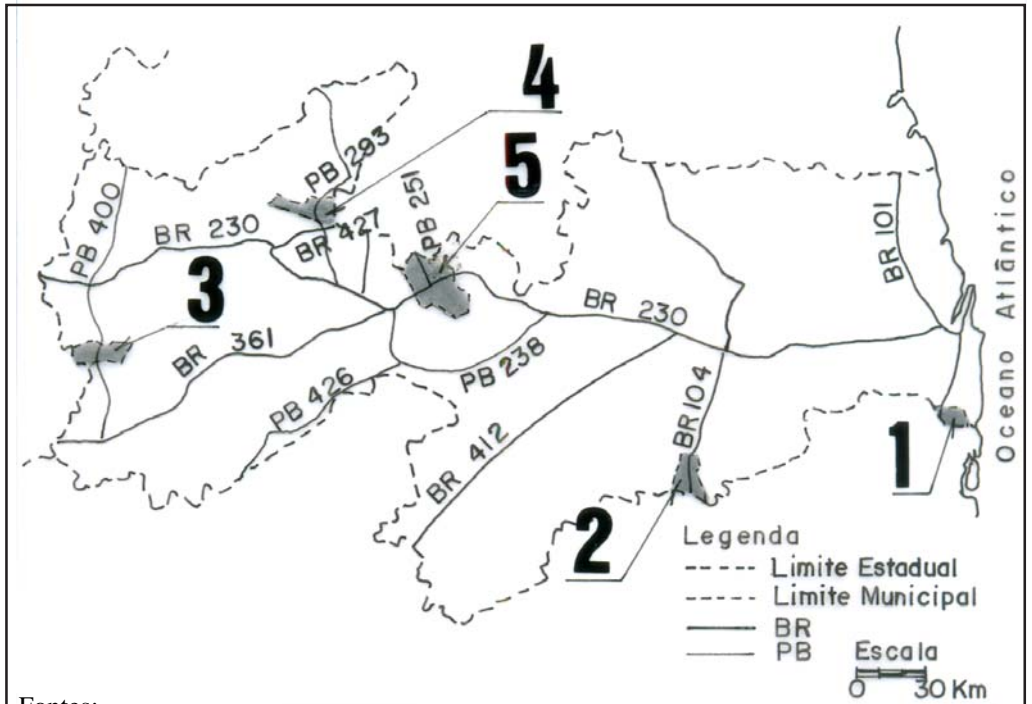 4
5
PB 293
PB 251
PB 400
BR 230
BR 427
3
BR 361
BR 230
BR 101
Oceano Atlântico
PB 426
PB 238
BR 412
BR 104
1
2
Legenda
Limite Estadual
Limite Municipal
BR
PB
Escala
0 30 Km
Fontes: